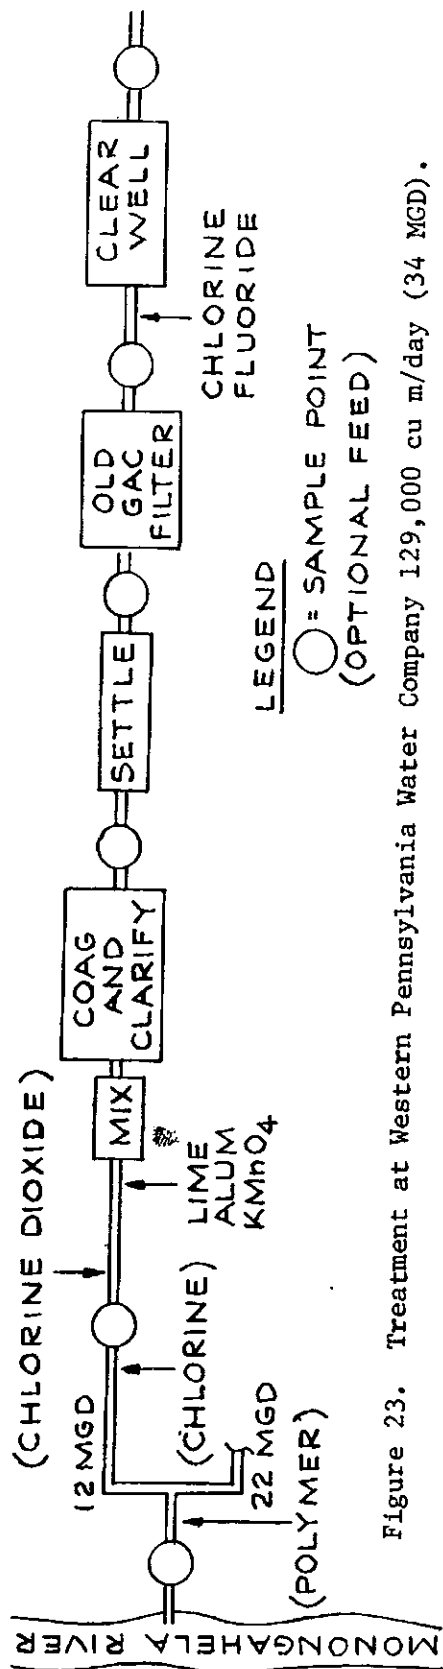 MONONGAHELA RIVER
(POLYMER)
12 MGD
22 MGD
(CHLORINE)
(CHLORINE DIOXIDE)
LIME
ALUM
KMnO4
MIX
COAG
AND
CLARIFY
SETTLE
OLD
GAC
FILTER
CHLORINE
FLUORIDE
CLEAR
WELL
LEGEND
= SAMPLE POINT
(OPTIONAL FEED)
Figure 23. Treatment at Western Pennsylvania Water Company 129,000 cu m/day (34 MGD).